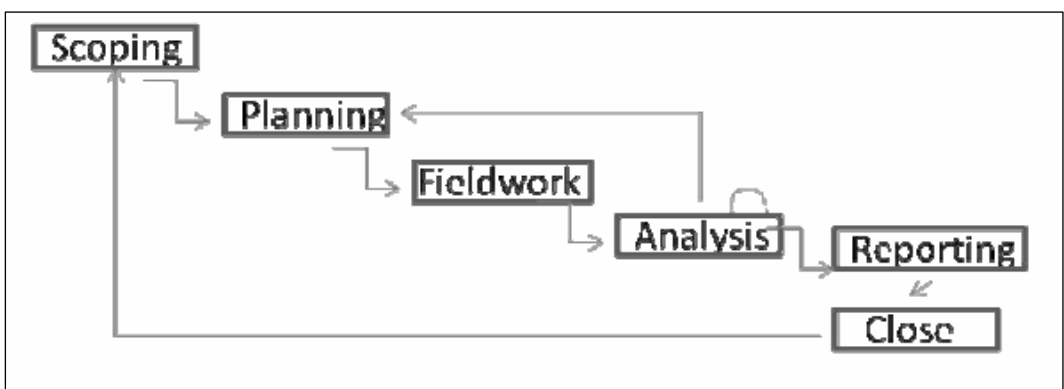 Scoping
Planning
Fieldwork
Analysis
Reporting
Close